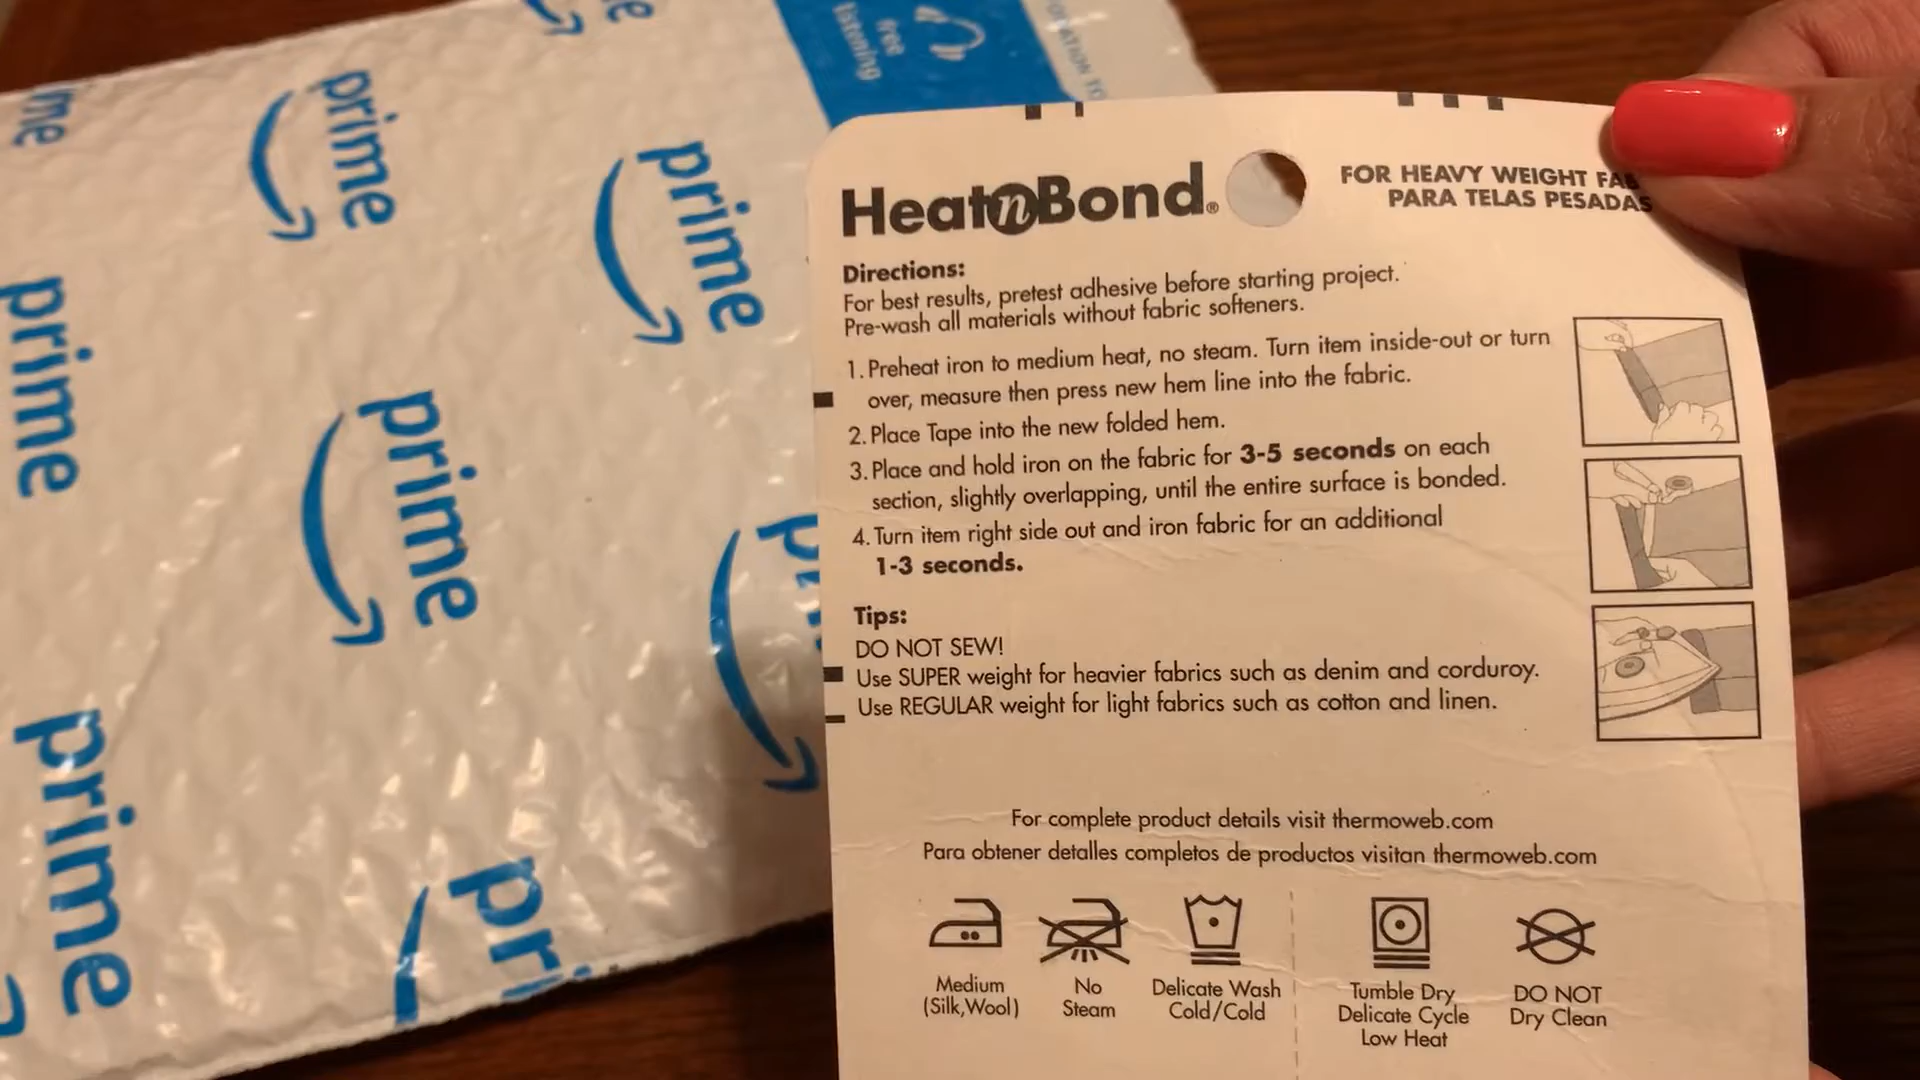 prime
prime
prime
prime
prime
prime
free
listening
HeatnBond®
FOR HEAVY WEIGHT
PARA TELAS PESADAS
Directions:
For best results, pretest adhesive before starting project.
Pre-wash all materials without fabric softeners.
1. Preheat iron to medium heat, no steam. Turn item inside-out or turn
over, measure then press new hem line into the fabric.
2. Place Tape into the new folded hem.
3. Place and hold iron on the fabric for 3-5 seconds on each
section, slightly overlapping, until the entire surface is bonded.
4. Turn item right side out and iron fabric for an additional
1-3 seconds.
Tips:
DO NOT SEW!
Use SUPER weight for heavier fabrics such as denim and corduroy.
Use REGULAR weight for light fabrics such as cotton and linen.
For complete product details visit thermoweb.com
Para obtener detalles completos de productos visitan thermoweb.com
Medium
(Silk,Wool)
No
Steam
Delicate Wash
Cold/Cold
Tumble Dry
Delicate Cycle
Low Heat
DO NOT
Dry Clean